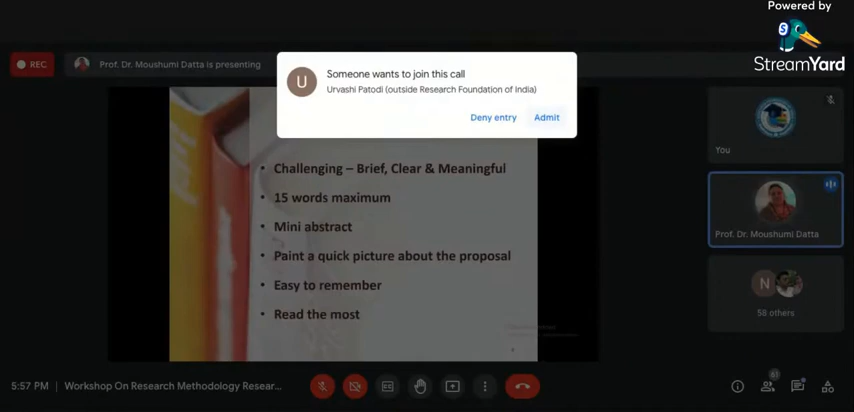 Powered by
S
StreamYard
REC
Prof. Dr. Moushumi Datta is presenting
Someone wants to join this call
U
Urvashi Patodi (outside Research Foundation of India)
Deny entry
Admit
• Challenging – Brief, Clear & Meaningful
• 15 words maximum
• Mini abstract
• Paint a quick picture about the proposal
• Easy to remember
• Read the most
You
Prof. Dr. Moushumi Datta
N
58 others
5:57 PM | Workshop On Research Methodology Resear...
61